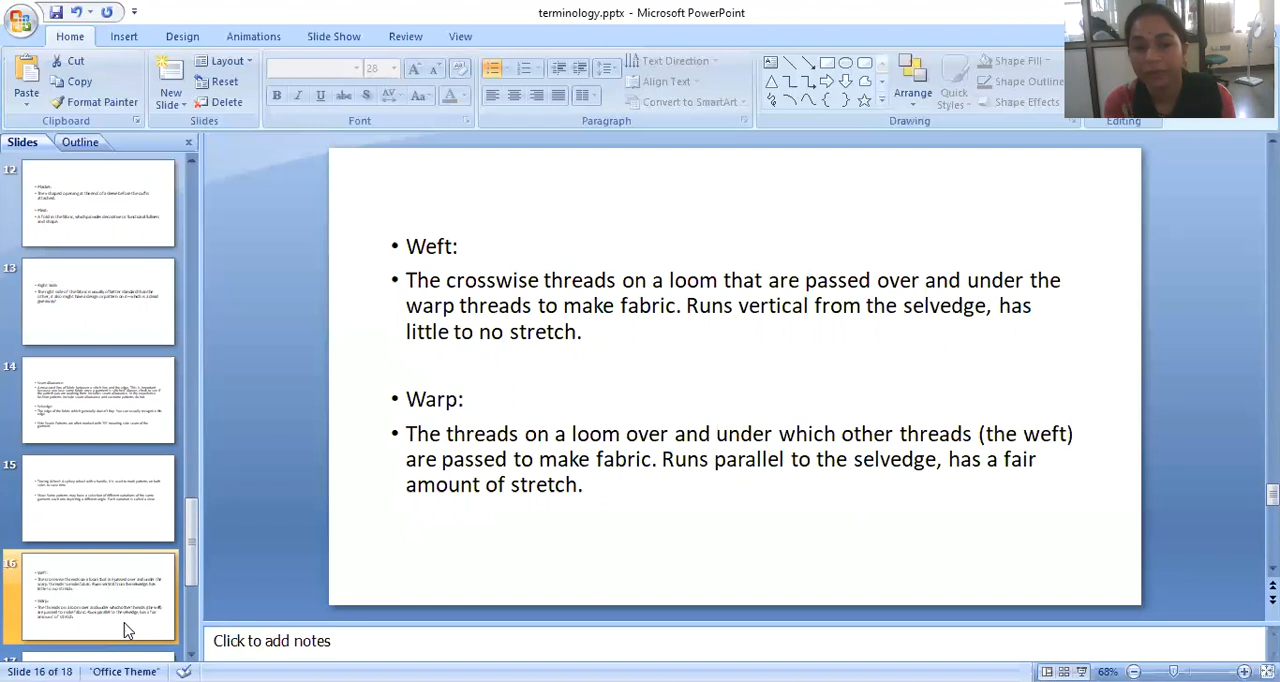 terminology.pptx - Microsoft PowerPoint
Home Insert Design Animations Slide Show Review View
Cut
Copy
Format Painter
Paste
Clipboard
New Slide
Layout
Reset
Delete
Slides
28
B I U abc S AV Aa A
Font
Text Direction
Align Text
Convert to SmartArt
Paragraph
Arrange
Quick Styles
Shape Fill
Shape Outline
Shape Effects
Drawing
Editing
Slides Outline
12
13
14
15
16
17
• Weft:
• The crosswise threads on a loom that are passed over and under the
warp threads to make fabric. Runs vertical from the selvedge, has
little to no stretch.
• Warp:
• The threads on a loom over and under which other threads (the weft)
are passed to make fabric. Runs parallel to the selvedge, has a fair
amount of stretch.
Click to add notes
Slide 16 of 18 "Office Theme" 68%